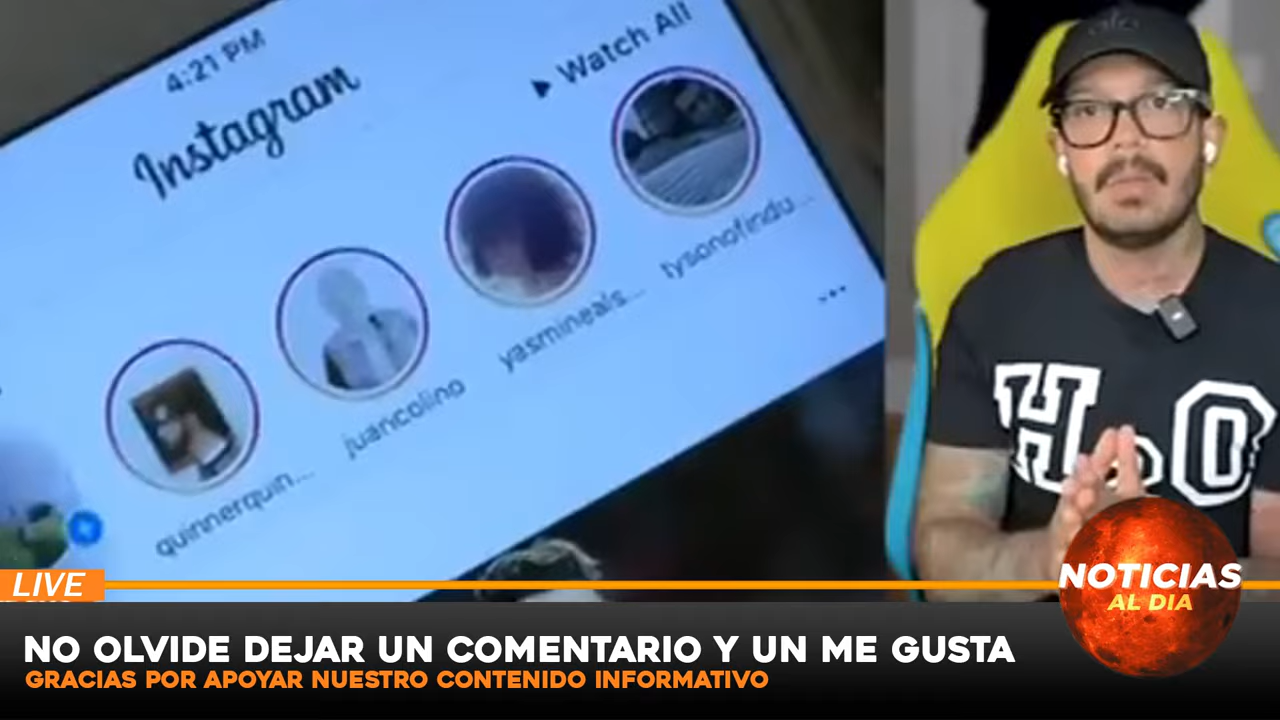 4:21 PM
Instagram
▶ Watch All
quinnerquin...
juancolino
yasmineals...
tysonofindu...
H2O
LIVE
NOTICIAS
AL DIA
NO OLVIDE DEJAR UN COMENTARIO Y UN ME GUSTA
GRACIAS POR APOYAR NUESTRO CONTENIDO INFORMATIVO